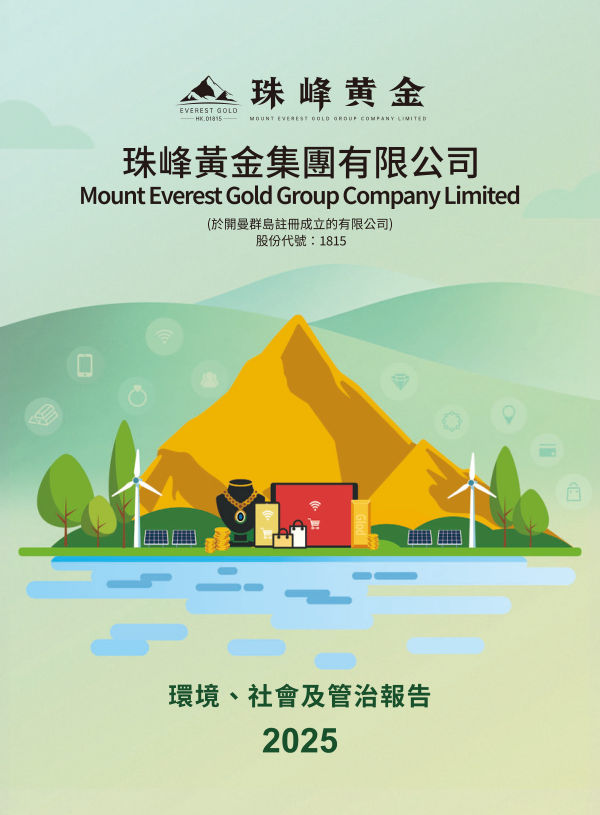 珠峰黃金
EVEREST GOLD
HK.01815
MOUNT EVEREST GOLD GROUP COMPANY LIMITED
珠峰黃金集團有限公司
Mount Everest Gold Group Company Limited
(於開曼群島註冊成立的有限公司)
股份代號：1815
Glod
環境、社會及管治報告
2025